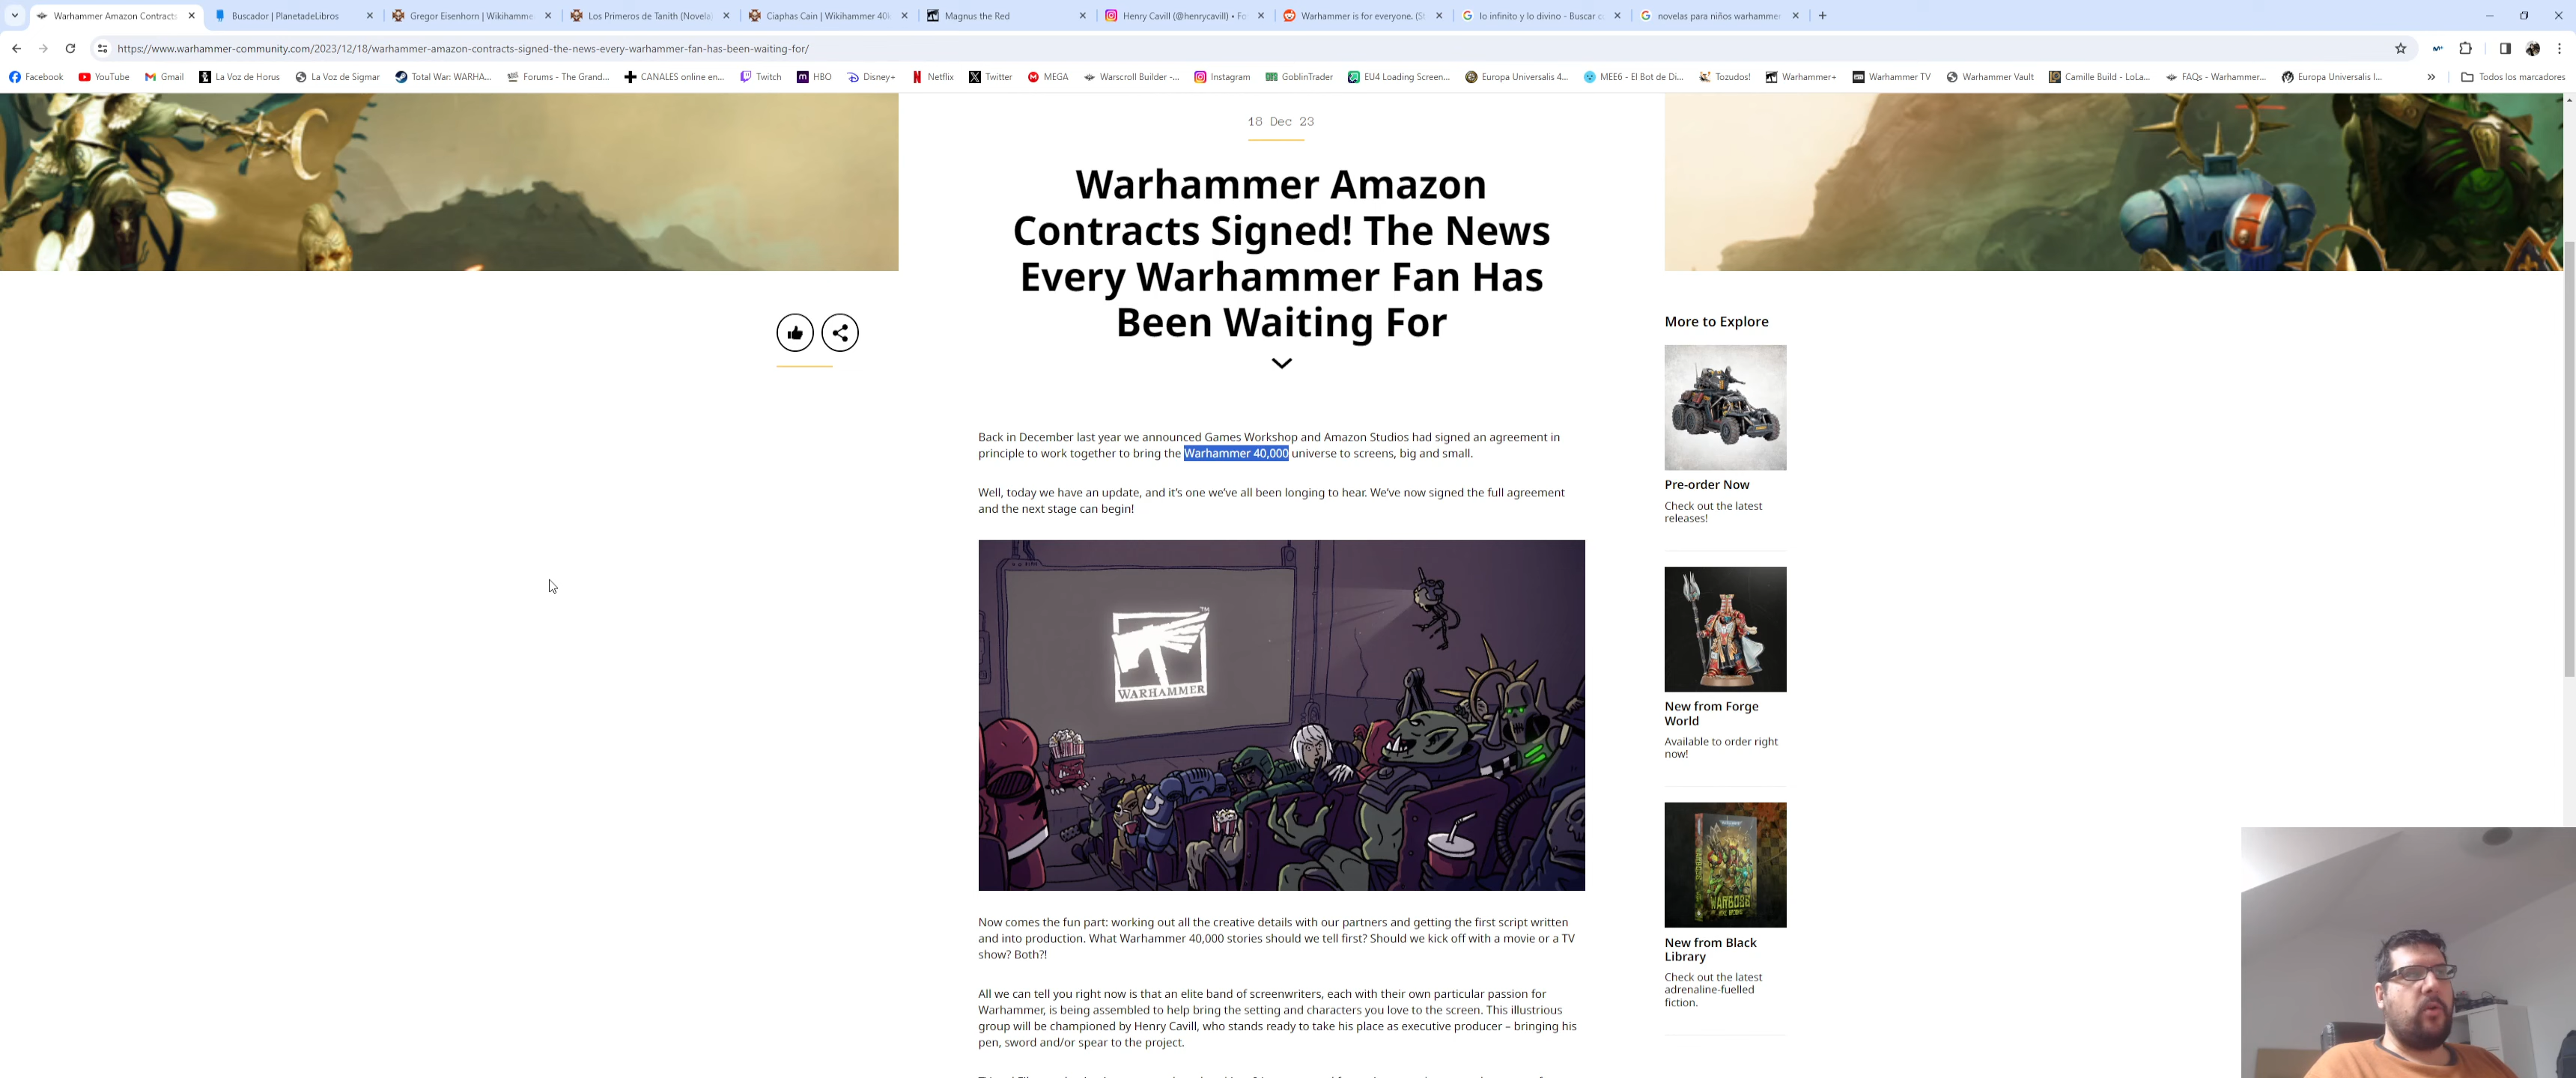 Warhammer Amazon Contracts
Buscador | PlanetadeLibros
Gregor Eisenhorn | Wikihamme
Los Primeros de Tanith (Novela
Ciaphas Cain | Wikihammer 40k
Magnus the Red
Henry Cavill (@henrycavill) • Fo
Warhammer is for everyone. (St
lo infinito y lo divino - Buscar c
novelas para niños warhammer
https://www.warhammer-community.com/2023/12/18/warhammer-amazon-contracts-signed-the-news-every-warhammer-fan-has-been-waiting-for/
Facebook
YouTube
Gmail
La Voz de Horus
La Voz de Sigmar
Total War: WARHA...
Forums - The Grand...
CANALES online en...
Twitch
HBO
Disney+
Netflix
Twitter
MEGA
Warscroll Builder -...
Instagram
GoblinTrader
EU4 Loading Screen...
Europa Universalis 4...
MEE6 - El Bot de Di...
Tozudos!
Warhammer+
Warhammer TV
Warhammer Vault
Camille Build - LoLa...
FAQs - Warhammer...
Europa Universalis I...
Todos los marcadores
18 Dec 23
Warhammer Amazon
Contracts Signed! The News
Every Warhammer Fan Has
Been Waiting For
Back in December last year we announced Games Workshop and Amazon Studios had signed an agreement in
principle to work together to bring the Warhammer 40,000 universe to screens, big and small.
Well, today we have an update, and it's one we've all been longing to hear. We've now signed the full agreement
and the next stage can begin!
WARHAMMER
TM
Now comes the fun part: working out all the creative details with our partners and getting the first script written
and into production. What Warhammer 40,000 stories should we tell first? Should we kick off with a movie or a TV
show? Both?!
All we can tell you right now is that an elite band of screenwriters, each with their own particular passion for
Warhammer, is being assembled to help bring the setting and characters you love to the screen. This illustrious
group will be championed by Henry Cavill, who stands ready to take his place as executive producer – bringing his
pen, sword and/or spear to the project.
More to Explore
Pre-order Now
Check out the latest
releases!
New from Forge
World
Available to order right
now!
WARBOSS
New from Black
Library
Check out the latest
adrenaline-fuelled
fiction.